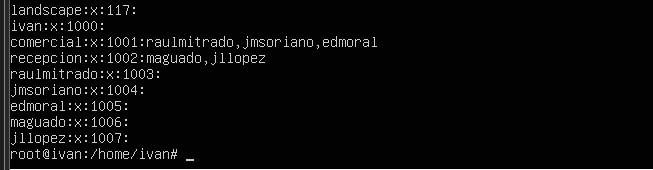 landscape:x:117:
ivan:x:1000:
comercial:x:1001:raulmitrado,jmsoriano,edmoral
recepcion:x:1002:maguado,jllopez
raulmitrado:x:1003:
jmsoriano:x:1004:
edmoral:x:1005:
maguado:x:1006:
jllopez:x:1007:
root@ivan:/home/ivan# _